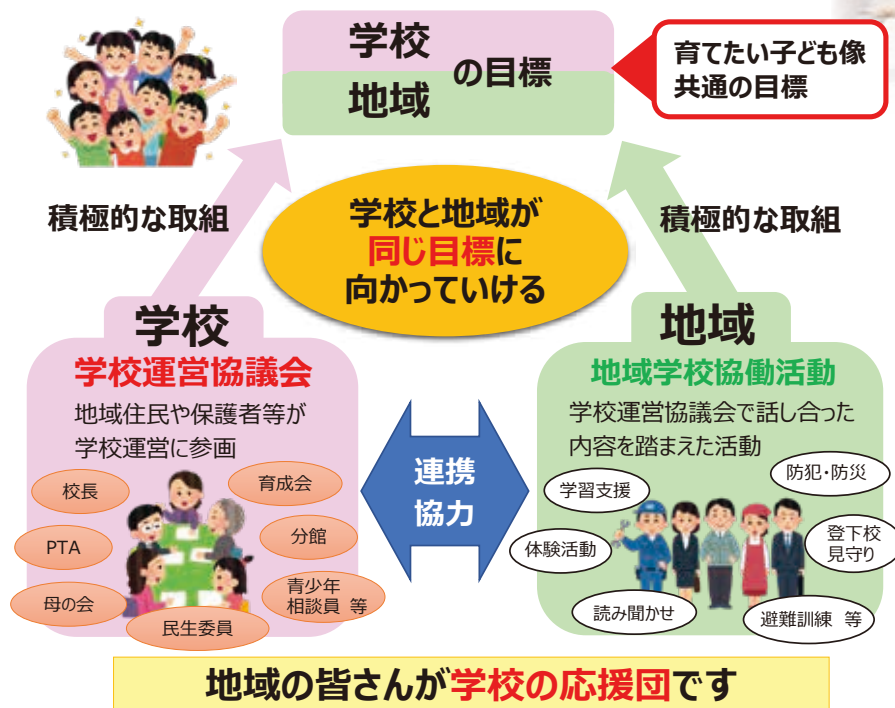 学校
地域
の目標
育てたい子ども像
共通の目標
積極的な取組
学校と地域が
同じ目標に
向かっていける
積極的な取組
学校
学校運営協議会
地域住民や保護者等が
学校運営に参画
校長
育成会
PTA
分館
母の会
青少年
相談員 等
民生委員
連携
協力
地域
地域学校協働活動
学校運営協議会で話し合った
内容を踏まえた活動
学習支援
防犯・防災
体験活動
登下校
見守り
読み聞かせ
避難訓練 等
地域の皆さんが学校の応援団です